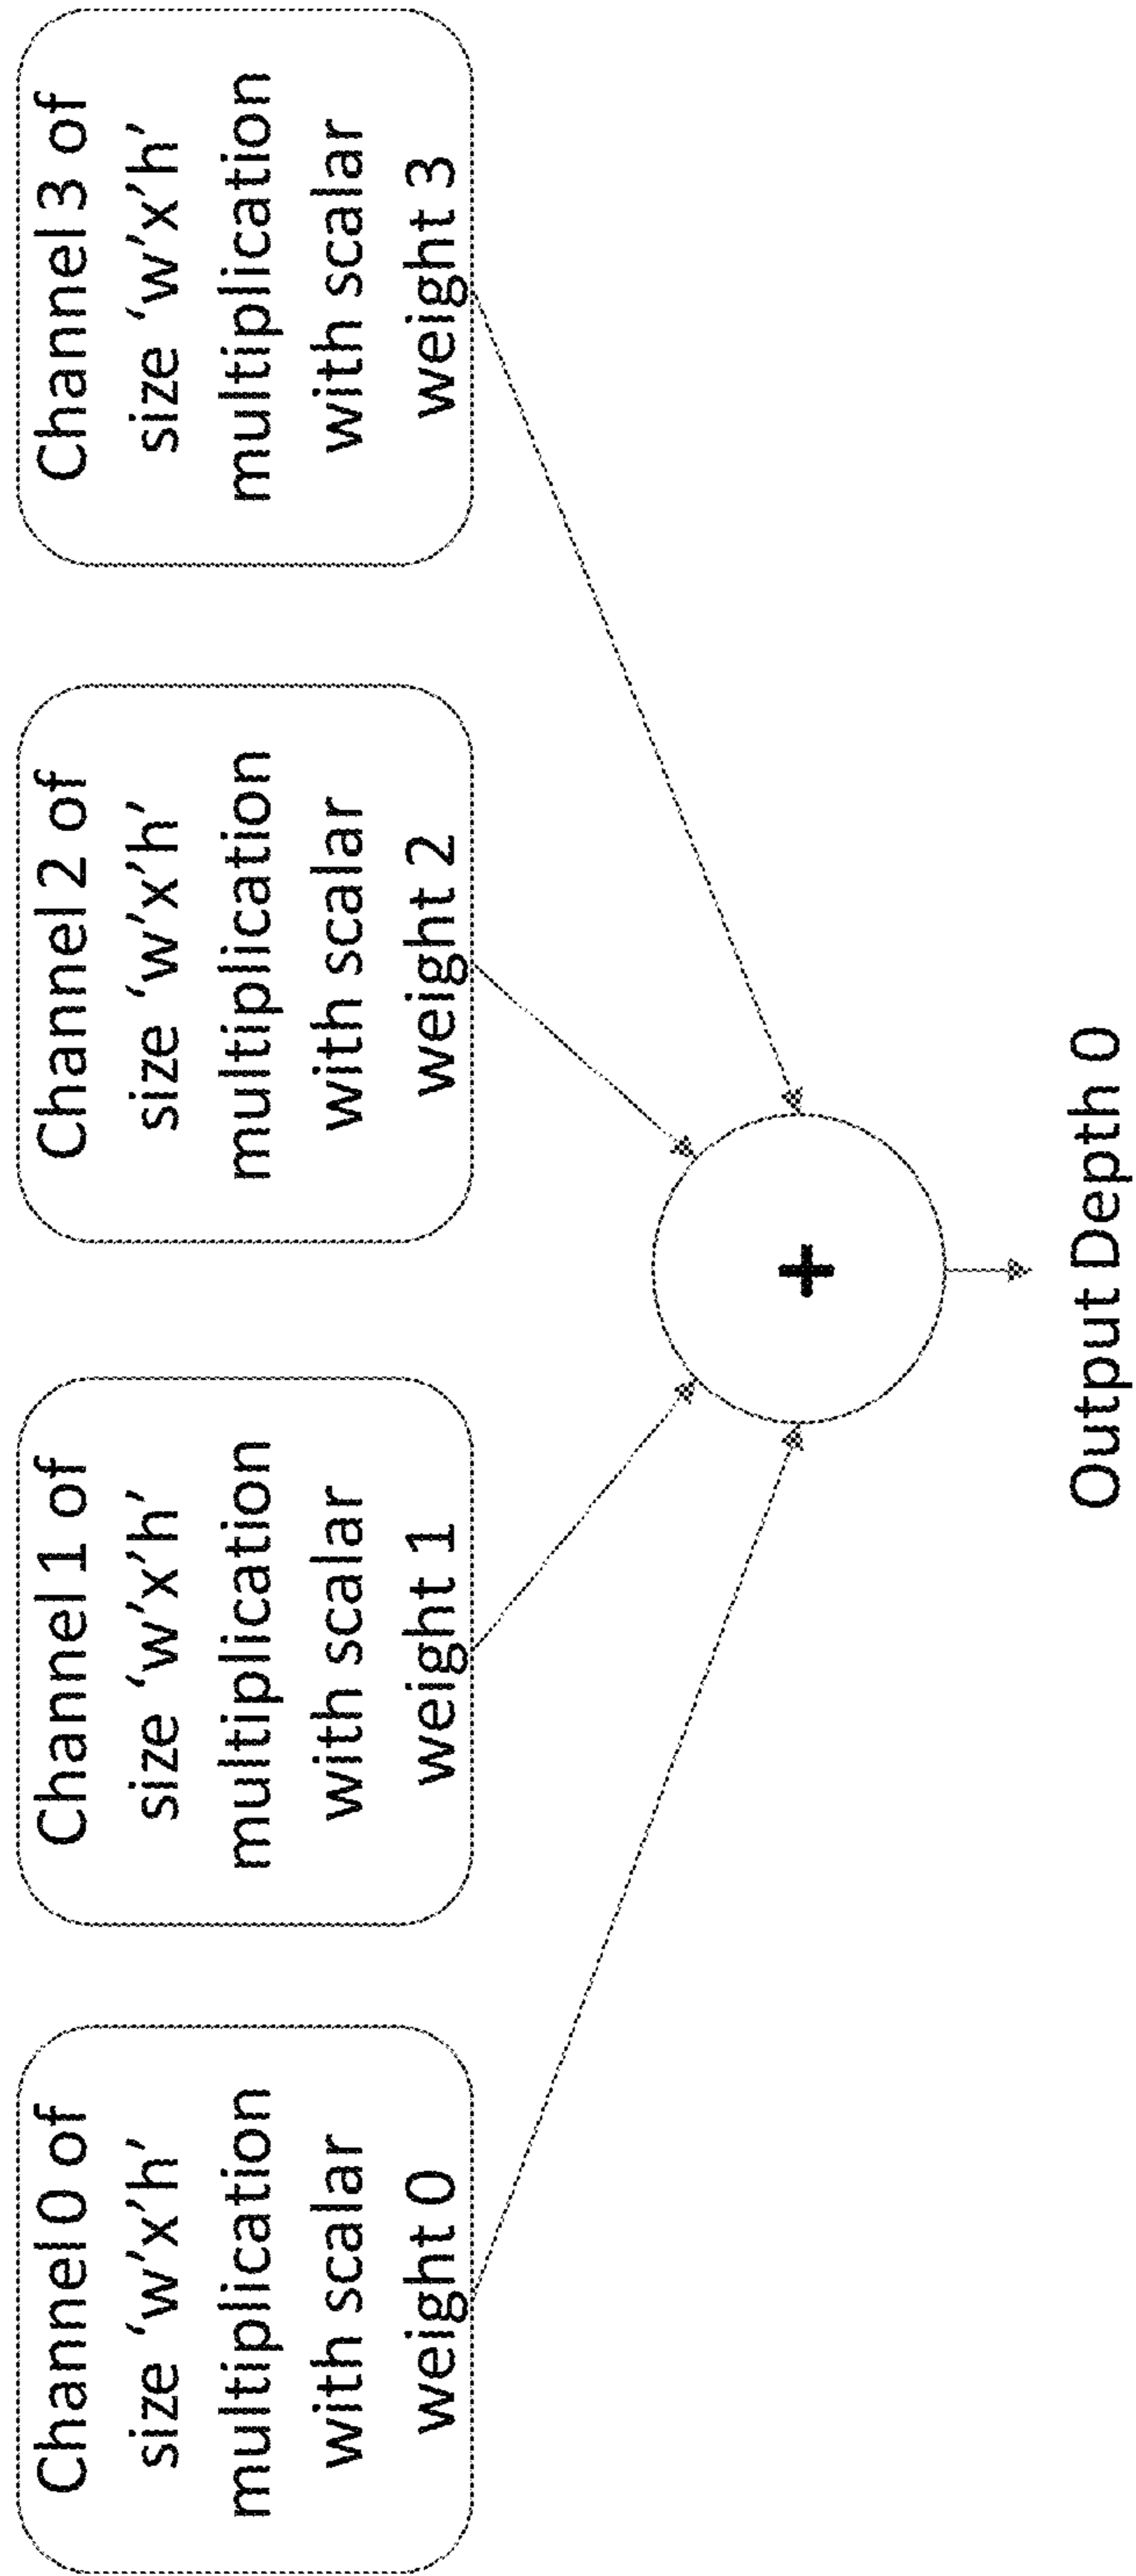 Channel 0 of
size ‘w’x’h’
multiplication
with scalar
weight 0
Channel 1 of
size ‘w’x’h’
multiplication
with scalar
weight 1
Channel 2 of
size ‘w’x’h’
multiplication
with scalar
weight 2
Channel 3 of
size ‘w’x’h’
multiplication
with scalar
weight 3
+
Output Depth 0